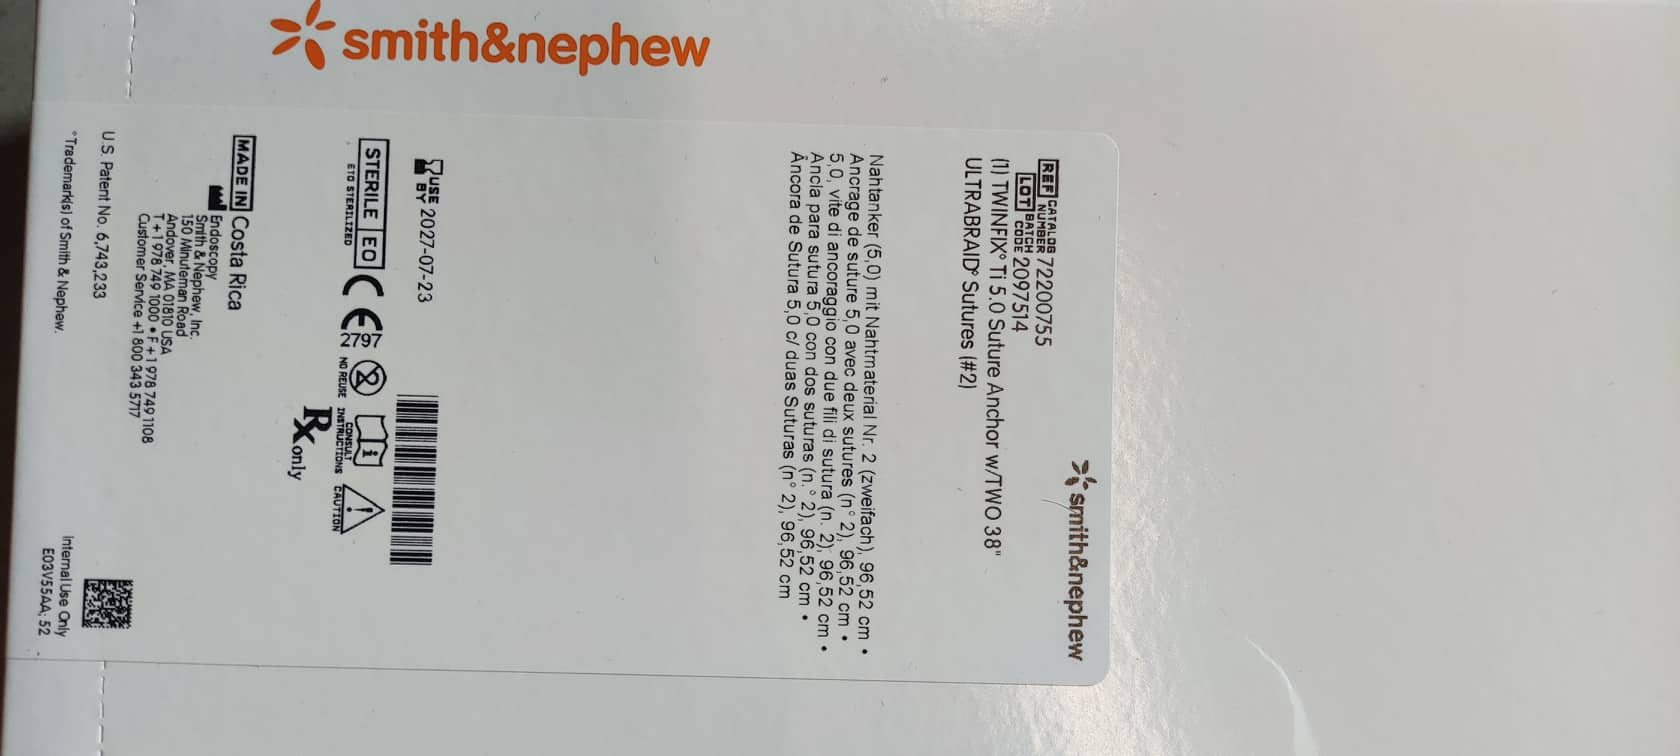 smith&nephew
smith&nephew
REF CATALOG NUMBER 72200755
LOT BATCH CODE 2097514
(1) TWINFIX° Ti 5.0 Suture Anchor w/TWO 38"
ULTRABRAID° Sutures (#2)
Nahtanker (5,0) mit Nahtmaterial Nr. 2 (zweifach), 96,52 cm •
Ancrage de suture 5,0 avec deux sutures (n° 2), 96,52 cm •
5,0, vite di ancoraggio con due fili di sutura (n. 2); 96,52 cm •
Ancla para sutura 5,0 con dos suturas (n.° 2), 96,52 cm •
Âncora de Sutura 5,0 c/ duas Suturas (n° 2), 96,52 cm
USE BY 2027-07-23
STERILE EO
ETO STERILIZED
CE 2797
NO REUSE
CONSULT INSTRUCTIONS
CAUTION
Rx only
MADE IN Costa Rica
Endoscopy
Smith & Nephew, Inc.
150 Minuteman Road
Andover, MA 01810 USA
T +1 978 749 1000 • F +1 978 749 1108
Customer Service +1 800 343 5717
U.S. Patent No. 6,743,233
°Trademark(s) of Smith & Nephew.
Internal Use Only
E03V55AA; 52